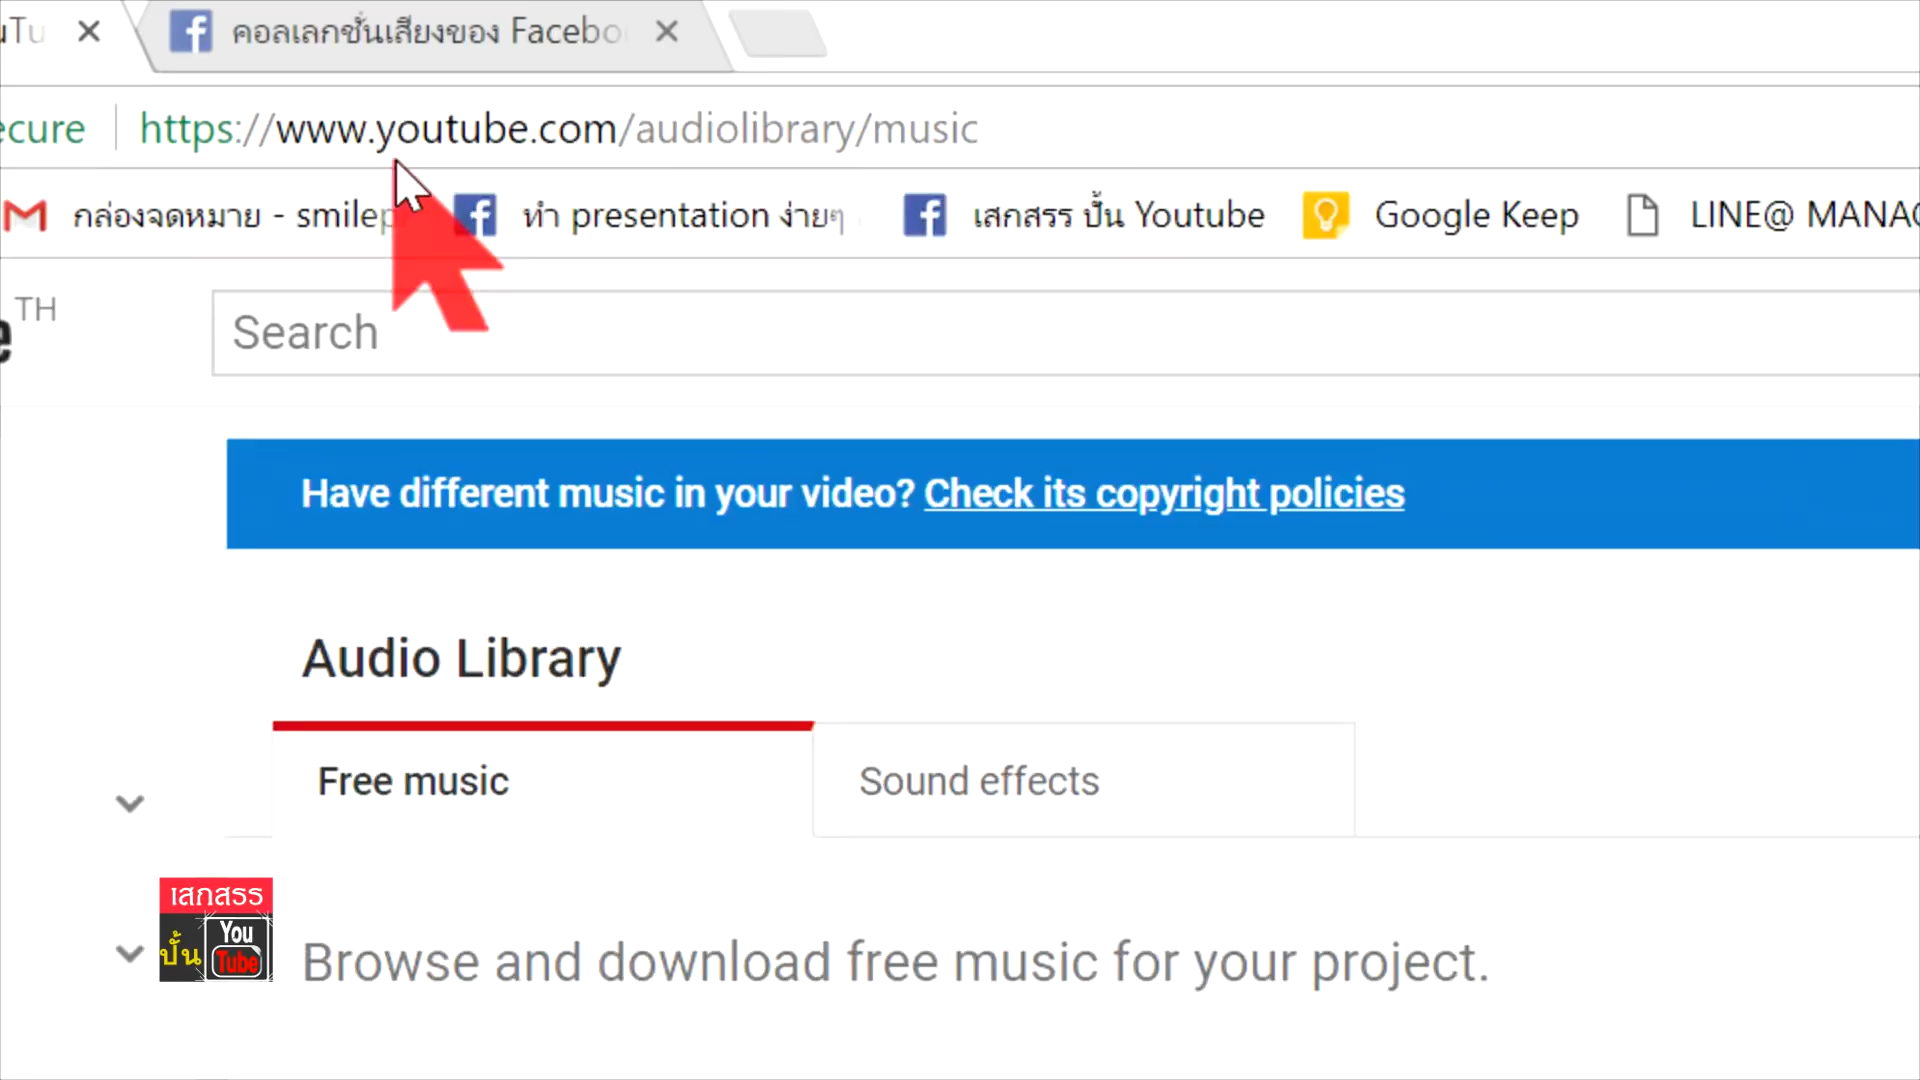 คอลเลกชั่นเสียงของ Facebo
https://www.youtube.com/audiolibrary/music
กล่องจดหมาย - smilep ทำ presentation ง่ายๆ เสกสรร ปั้น Youtube Google Keep LINE@
TH
Search
Have different music in your video? Check its copyright policies
Audio Library
Free music Sound effects
เสกสรร
ปั้น You Tube
Browse and download free music for your project.